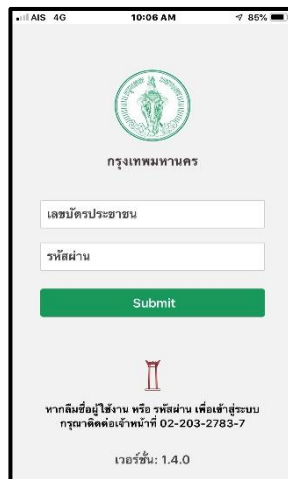 AIS 4G 10:06 AM 85%
กรุงเทพมหานคร
เลขบัตรประชาชน
รหัสผ่าน
Submit
หากลืมชื่อผู้ใช้งาน หรือ รหัสผ่าน เพื่อเข้าสู่ระบบ
กรุณาติดต่อเจ้าหน้าที่ 02-203-2783-7
เวอร์ชั่น: 1.4.0